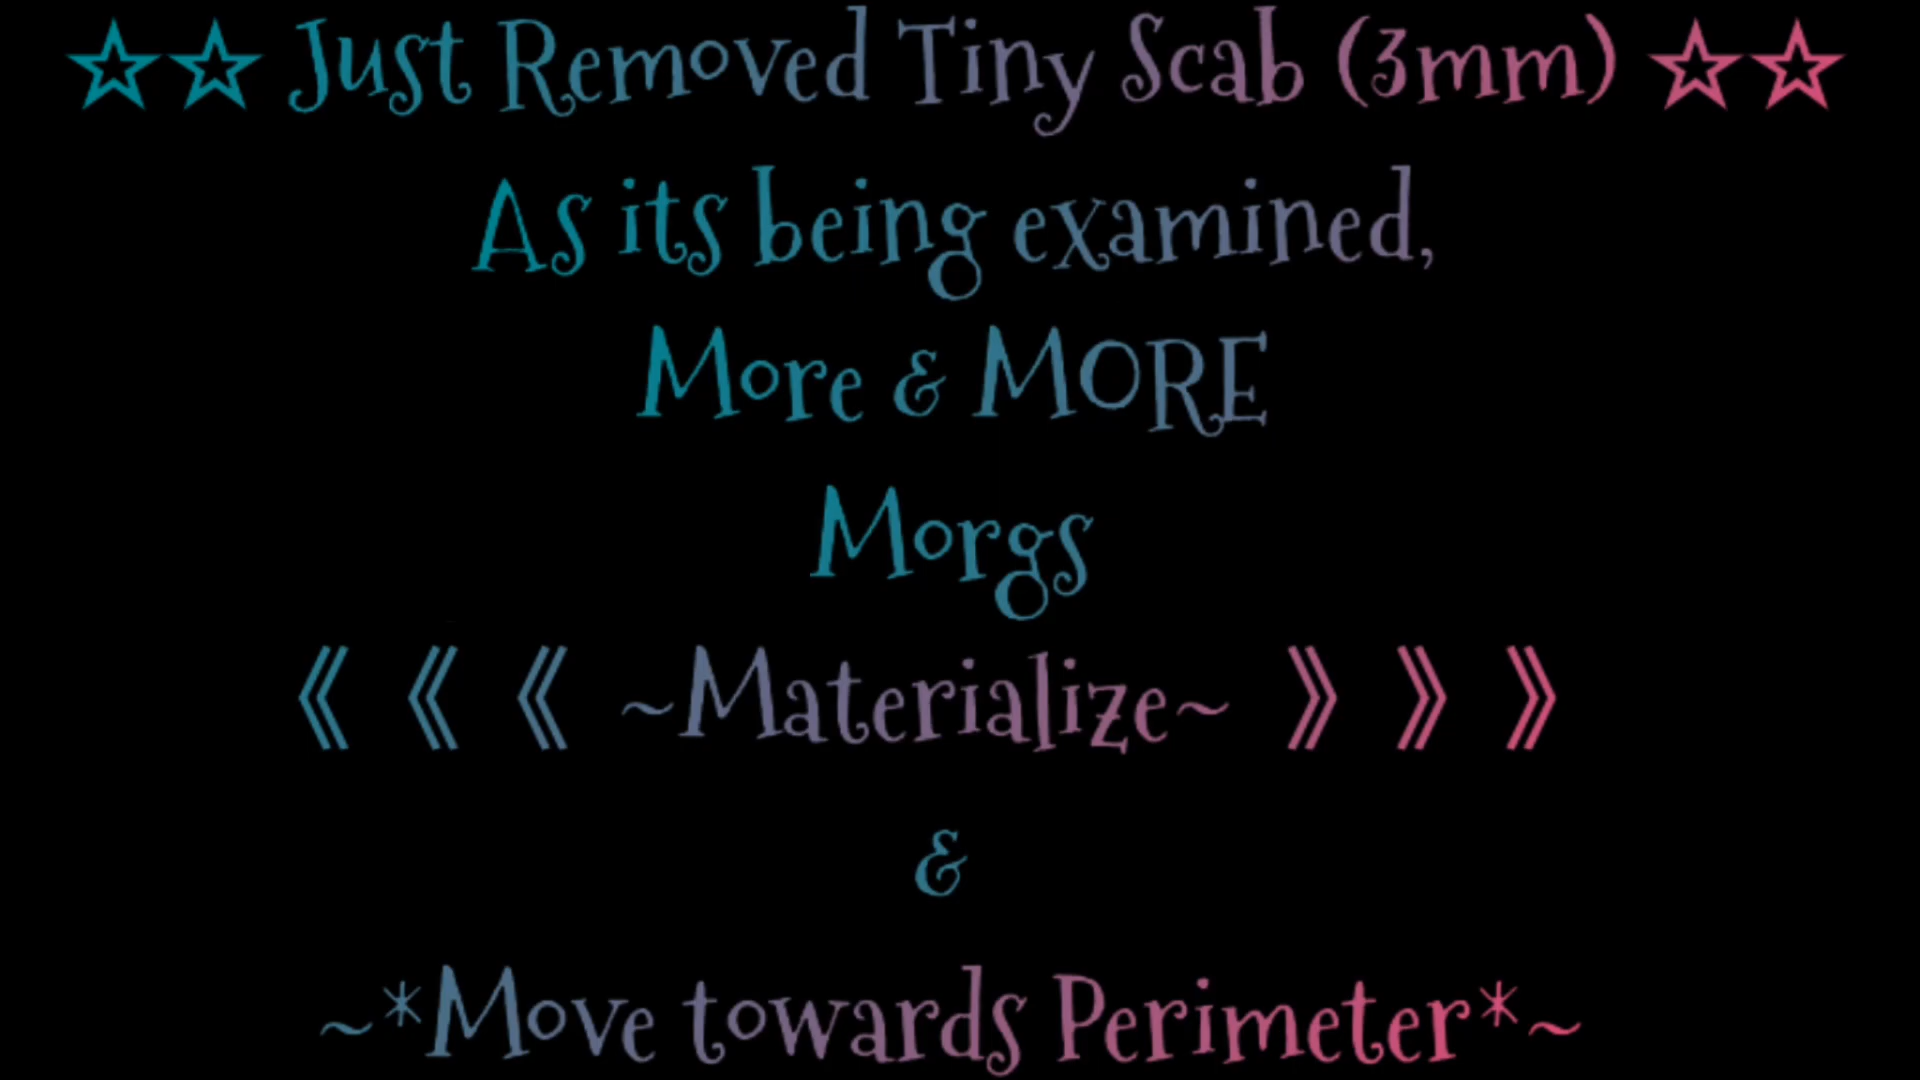 ☆☆ Just Removed Tiny Scab (3mm) ☆☆
As its being examined,
More & MORE
Morgs
《 《 《 ~Materialize~ 》 》 》
&
~*Move towards Perimeter*~